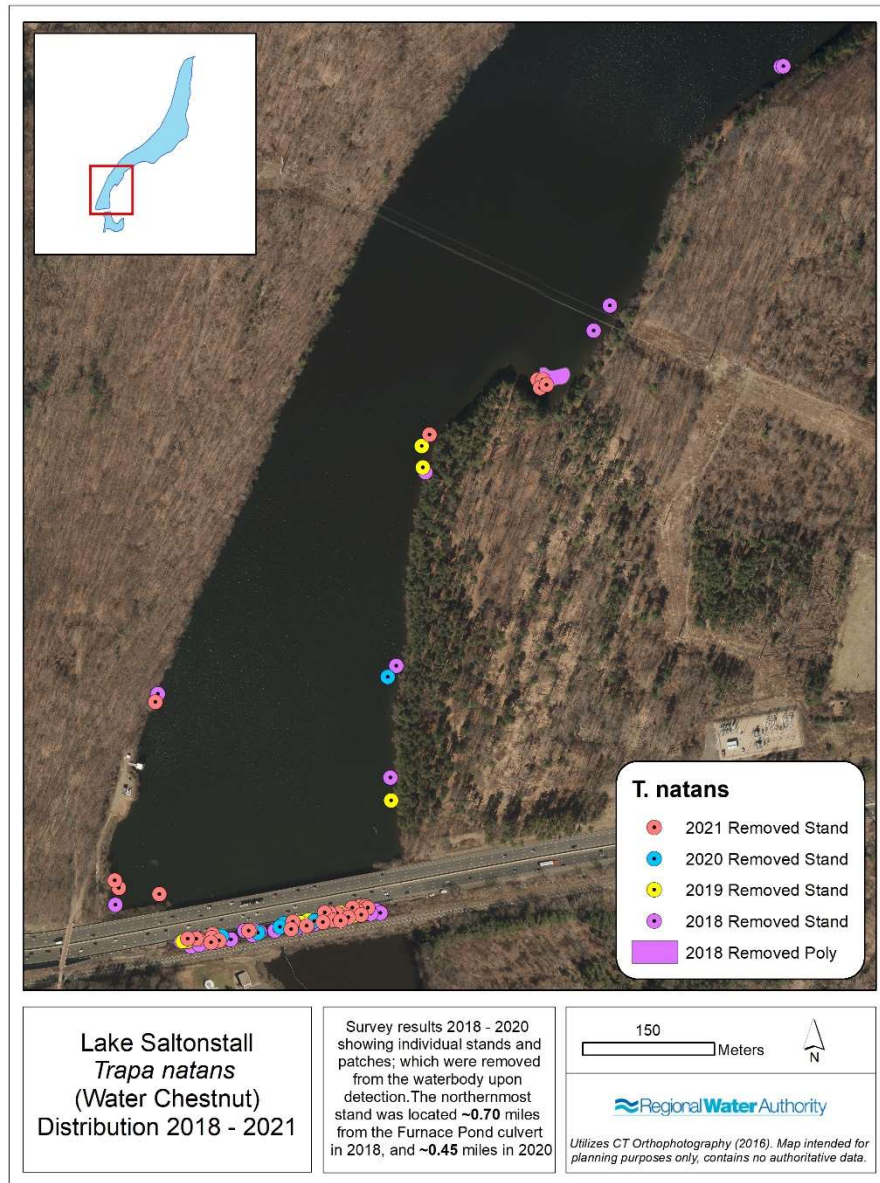 T. natans
2021 Removed Stand
2020 Removed Stand
2019 Removed Stand
2018 Removed Stand
2018 Removed Poly
Lake Saltonstall
Trapa natans
(Water Chestnut)
Distribution 2018 - 2021
Survey results 2018 - 2020
showing individual stands and
patches; which were removed
from the waterbody upon
detection.The northernmost
stand was located ~0.70 miles
from the Furnace Pond culvert
in 2018, and ~0.45 miles in 2020
150
Meters
N
Regional Water Authority
Utilizes CT Orthophotography (2016). Map intended for
planning purposes only, contains no authoritative data.